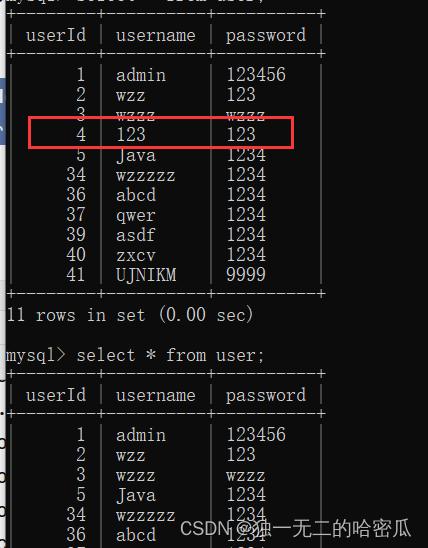 mysql> select * from user;
| userId | username | password |
| 1 | admin | 123456 |
| 2 | wzz | 123 |
| 3 | wzzz | wzzz |
| 4 | 123 | 123 |
| 5 | Java | 1234 |
| 34 | wzzzzz | 1234 |
| 36 | abcd | 1234 |
| 37 | qwer | 1234 |
| 39 | asdf | 1234 |
| 40 | zxcv | 1234 |
| 41 | UJNIKM | 9999 |
11 rows in set (0.00 sec)
mysql> select * from user;
| userId | username | password |
| 1 | admin | 123456 |
| 2 | wzz | 123 |
| 3 | wzzz | wzzz |
| 5 | Java | 1234 |
| 34 | wzzzzz | 1234 |
| 36 | abcd | 1234 |
CSDN @独一无二的哈密瓜